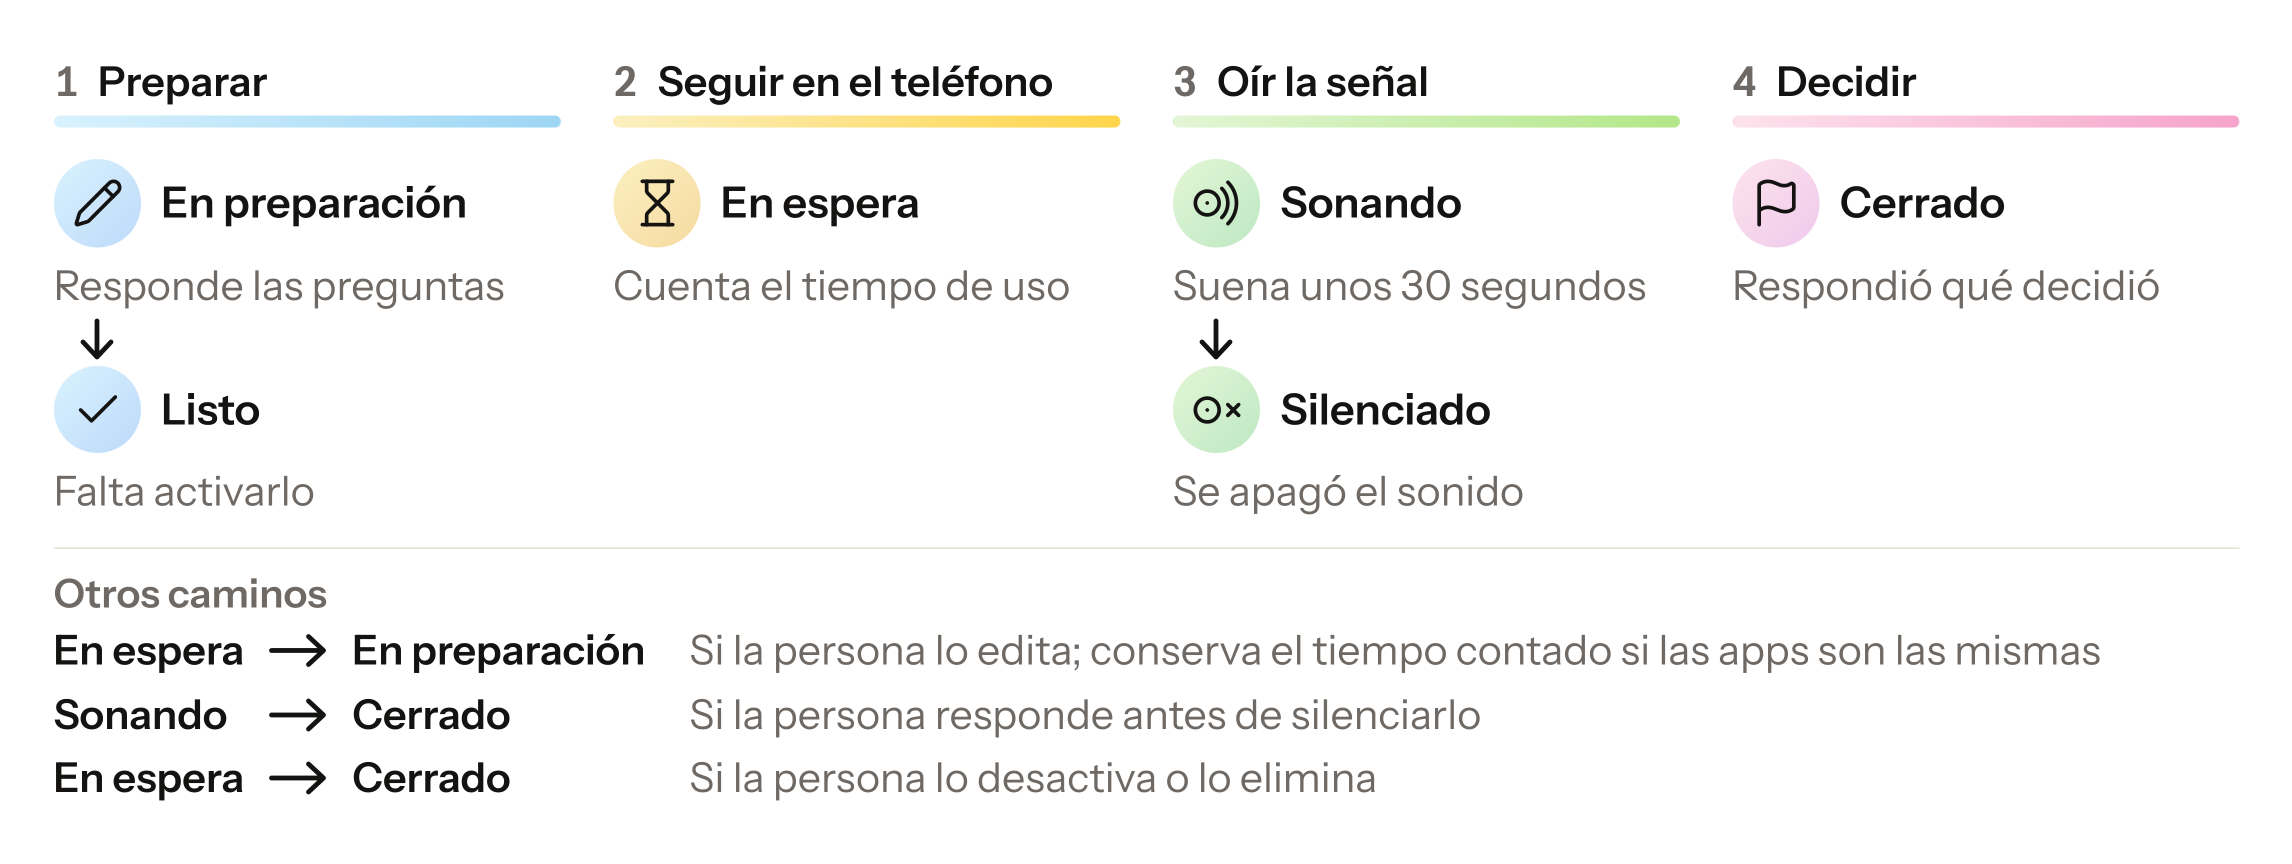 1 Preparar
En preparación
Responde las preguntas
Listo
Falta activarlo
2 Seguir en el teléfono
En espera
Cuenta el tiempo de uso
3 Oír la señal
Sonando
Suena unos 30 segundos
Silenciado
Se apagó el sonido
4 Decidir
Cerrado
Respondió qué decidió
Otros caminos
En espera → En preparación Si la persona lo edita; conserva el tiempo contado si las apps son las mismas
Sonando → Cerrado Si la persona responde antes de silenciarlo
En espera → Cerrado Si la persona lo desactiva o lo elimina